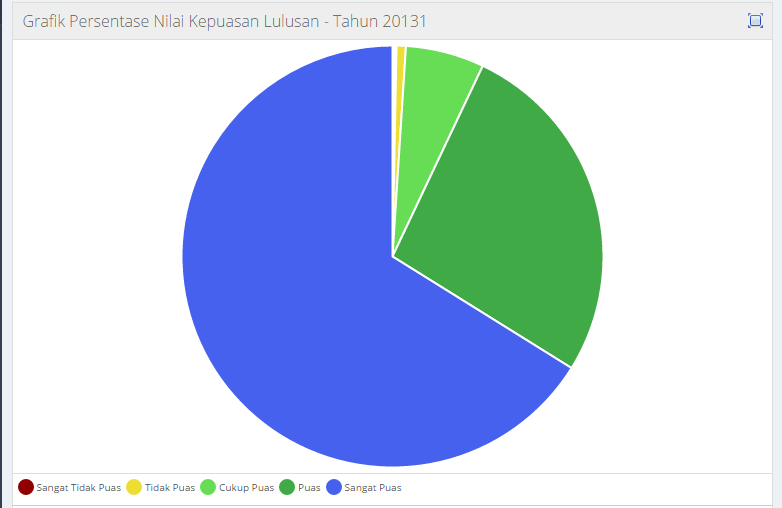 Grafik Persentase Nilai Kepuasan Lulusan - Tahun 20131
Sangat Tidak Puas Tidak Puas Cukup Puas Puas Sangat Puas